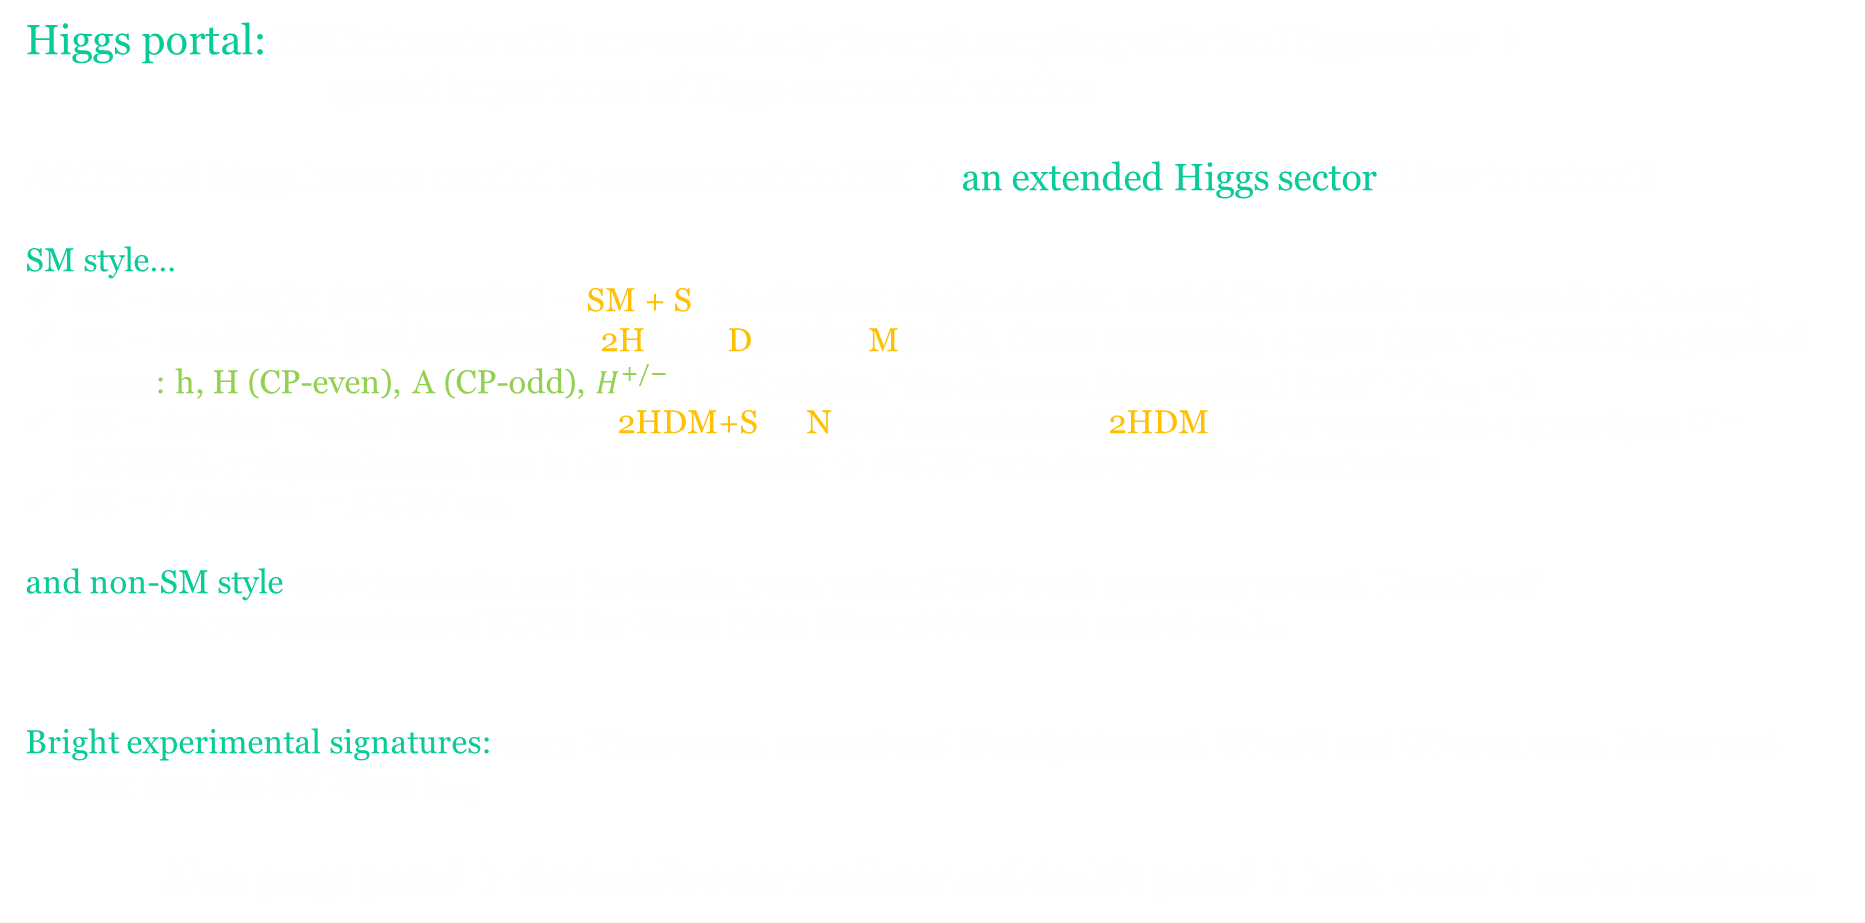 Higgs portal:
an extended Higgs sector
SM style…
SM + S
2H D M
: h, H (CP-even), A (CP-odd), H⁺/⁻
2HDM+S N 2HDM
and non-SM style
Bright experimental signatures: